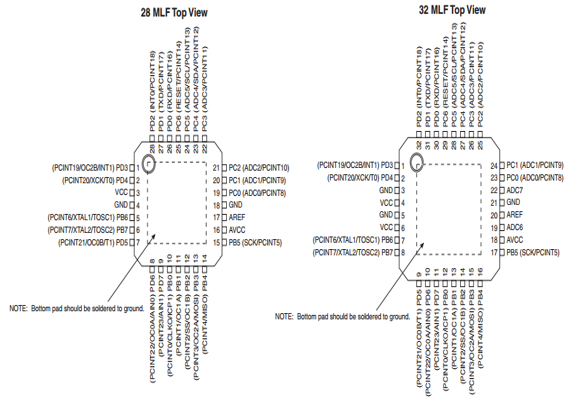 28 MLF Top View
PD2 (INT0/PCINT18)
PD1 (TXD/PCINT17)
PD0 (RXD/PCINT16)
PC6 (RESET/PCINT14)
PC5 (ADC5/SCL/PCINT13)
PC4 (ADC4/SDA/PCINT12)
PC3 (ADC3/PCINT11)
28
27
26
25
24
23
22
(PCINT19/OC2B/INT1) PD3 1
(PCINT20/XCK/T0) PD4 2
VCC 3
GND 4
(PCINT6/XTAL1/TOSC1) PB6 5
(PCINT7/XTAL2/TOSC2) PB7 6
(PCINT21/OC0B/T1) PD5 7
21 PC2 (ADC2/PCINT10)
20 PC1 (ADC1/PCINT9)
19 PC0 (ADC0/PCINT8)
18 GND
17 AREF
16 AVCC
15 PB5 (SCK/PCINT5)
8
9
10
11
12
13
14
(PCINT22/OC0A/AIN0) PD6
(PCINT23/AIN1) PD7
(PCINT0/CLKO/ICP1) PB0
(PCINT1/OC1A) PB1
(PCINT2/SS/OC1B) PB2
(PCINT3/OC2A/MOSI) PB3
(PCINT4/MISO) PB4
NOTE: Bottom pad should be soldered to ground.
32 MLF Top View
PD2 (INT0/PCINT18)
PD1 (TXD/PCINT17)
PD0 (RXD/PCINT16)
PC6 (RESET/PCINT14)
PC5 (ADC5/SCL/PCINT13)
PC4 (ADC4/SDA/PCINT12)
PC3 (ADC3/PCINT11)
PC2 (ADC2/PCINT10)
32
31
30
29
28
27
26
25
(PCINT19/OC2B/INT1) PD3 1
(PCINT20/XCK/T0) PD4 2
GND 3
VCC 4
GND 5
VCC 6
(PCINT6/XTAL1/TOSC1) PB6 7
(PCINT7/XTAL2/TOSC2) PB7 8
24 PC1 (ADC1/PCINT9)
23 PC0 (ADC0/PCINT8)
22 ADC7
21 GND
20 AREF
19 ADC6
18 AVCC
17 PB5 (SCK/PCINT5)
9
10
11
12
13
14
15
16
(PCINT21/OC0B/T1) PD5
(PCINT22/OC0A/AIN0) PD6
(PCINT23/AIN1) PD7
(PCINT0/CLKO/ICP1) PB0
(PCINT1/OC1A) PB1
(PCINT2/SS/OC1B) PB2
(PCINT3/OC2A/MOSI) PB3
(PCINT4/MISO) PB4
NOTE: Bottom pad should be soldered to ground.